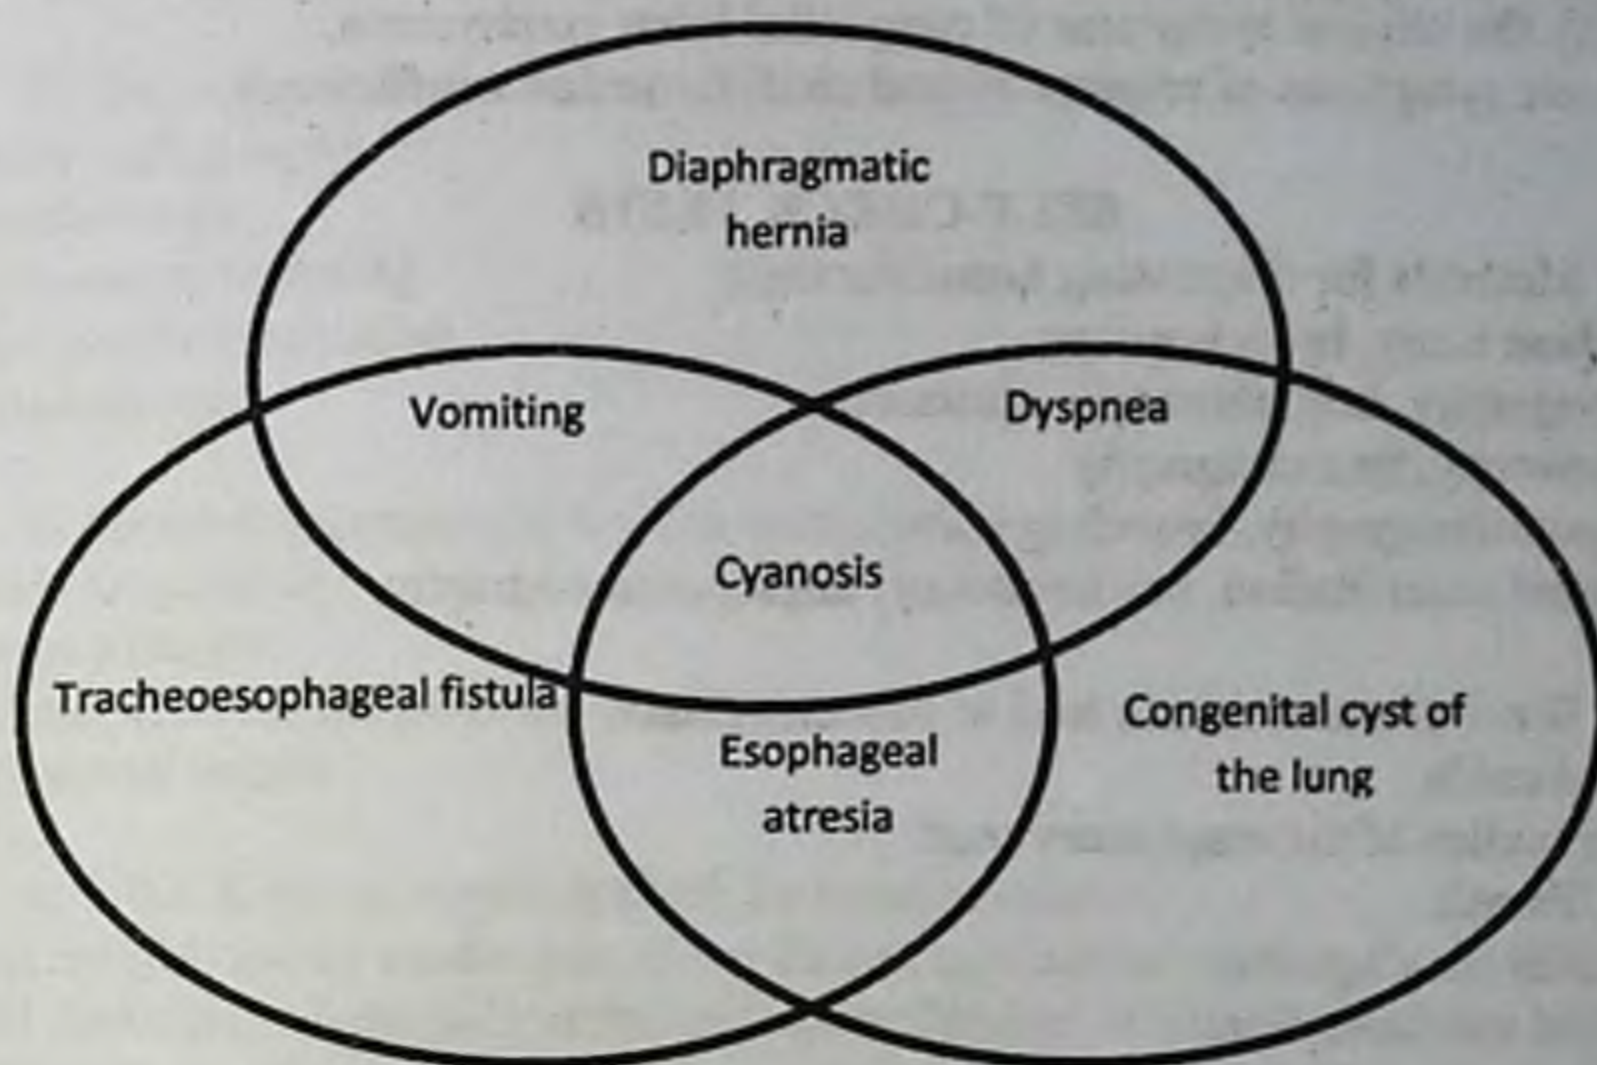 Diaphragmatic
hernia
Vomiting
Dyspnea
Cyanosis
Tracheoesophageal fistula
Esophageal
atresia
Congenital cyst of
the lung